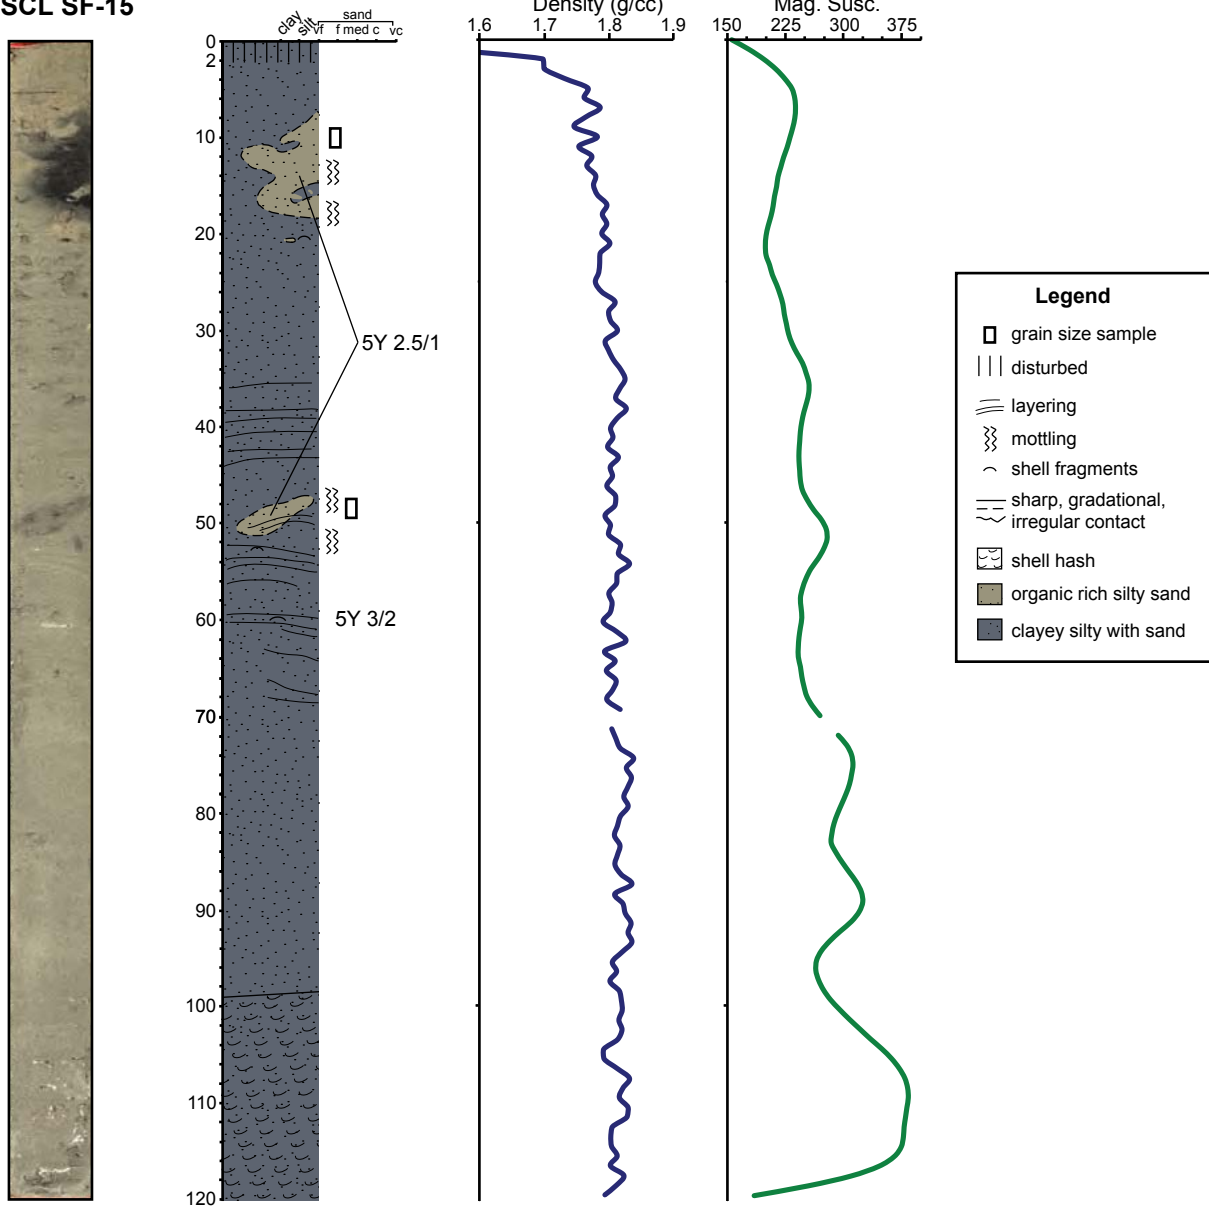 SCL SF-15
clay silt vf sand f med c vc
Density (g/cc)
1.6 1.7 1.8 1.9
Mag. Susc.
150 225 300 375
0
2
10
20
30
40
50
60
70
80
90
100
110
120
5Y 2.5/1
5Y 3/2
Legend
grain size sample
disturbed
layering
mottling
shell fragments
sharp, gradational,
irregular contact
shell hash
organic rich silty sand
clayey silty with sand